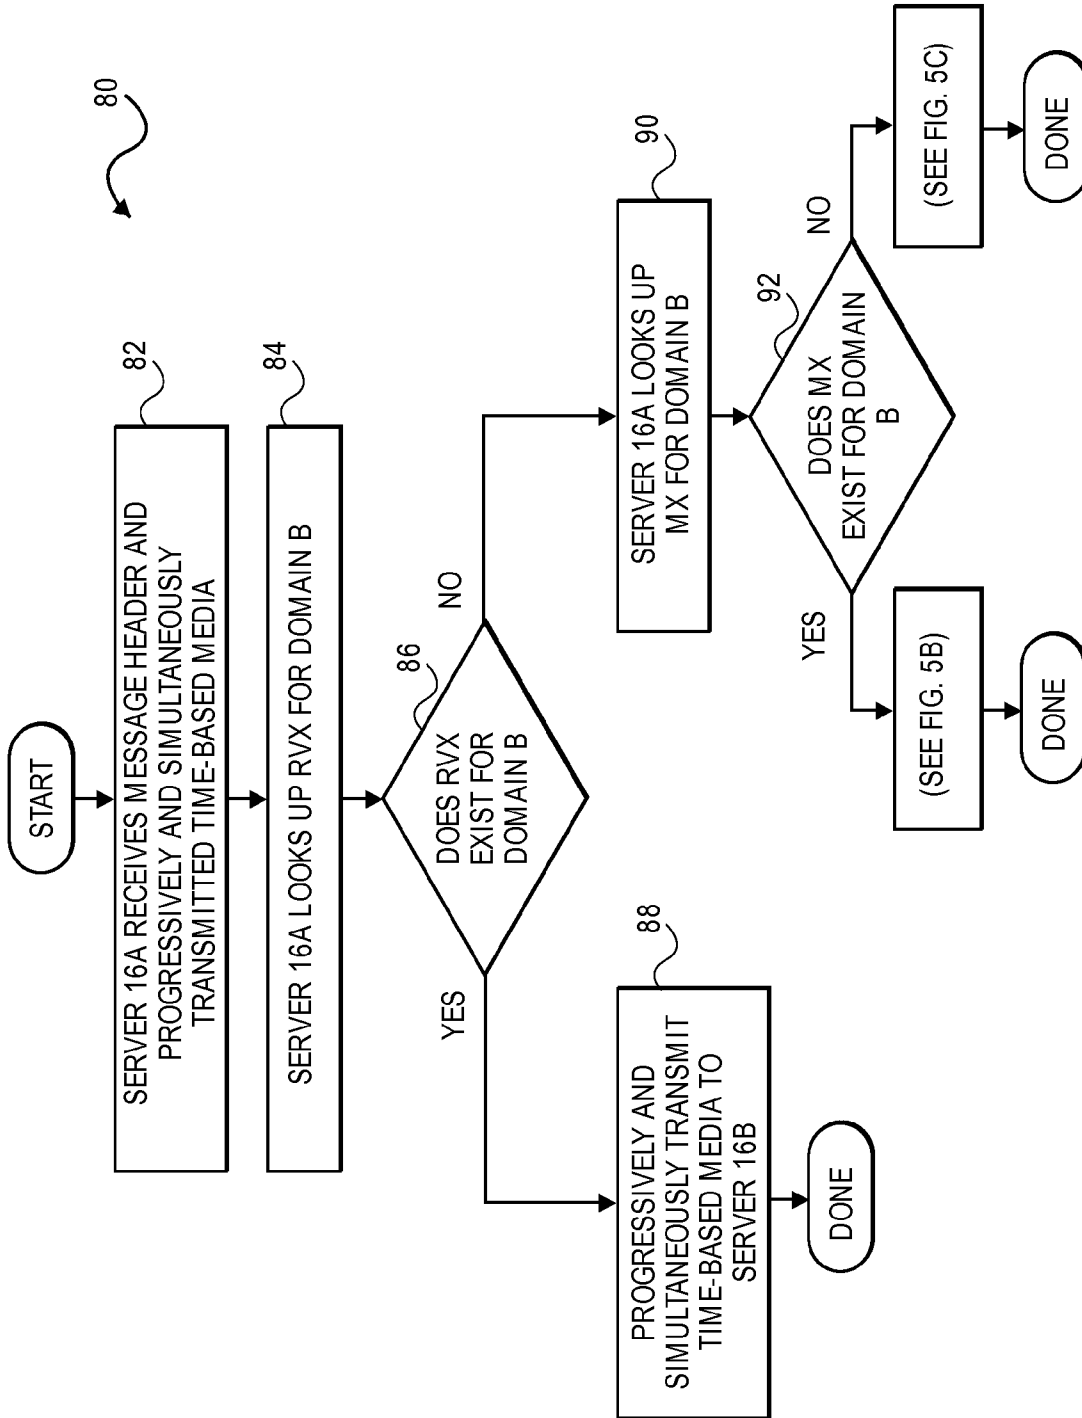 80
START
SERVER 16A RECEIVES MESSAGE HEADER AND
PROGRESSIVELY AND SIMULTANEOUSLY
TRANSMITTED TIME-BASED MEDIA
82
SERVER 16A LOOKS UP RVX FOR DOMAIN B
84
DOES RVX
EXIST FOR
DOMAIN B
86
YES
NO
PROGRESSIVELY AND
SIMULTANEOUSLY TRANSMIT
TIME-BASED MEDIA TO
SERVER 16B
88
DONE
SERVER 16A LOOKS UP
MX FOR DOMAIN B
90
DOES MX
EXIST FOR DOMAIN
B
92
YES
NO
(SEE FIG. 5B)
DONE
(SEE FIG. 5C)
DONE